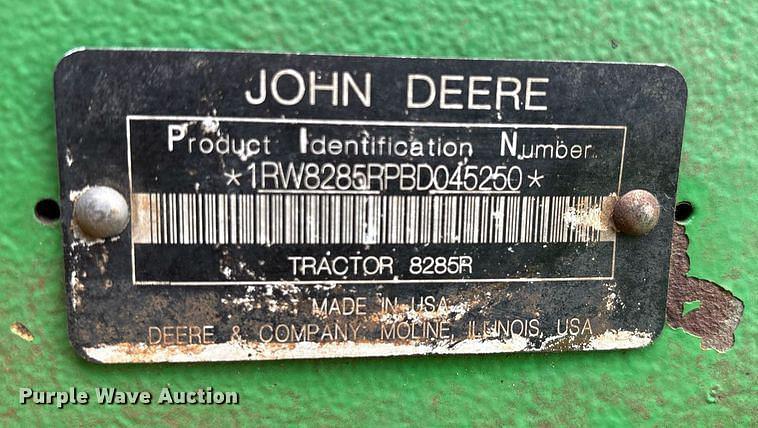 JOHN DEERE
Product Identification Number
*1RW8285RPBD045250*
TRACTOR 8285R
MADE IN USA
DEERE & COMPANY MOLINE, ILLINOIS, USA
Purple Wave Auction